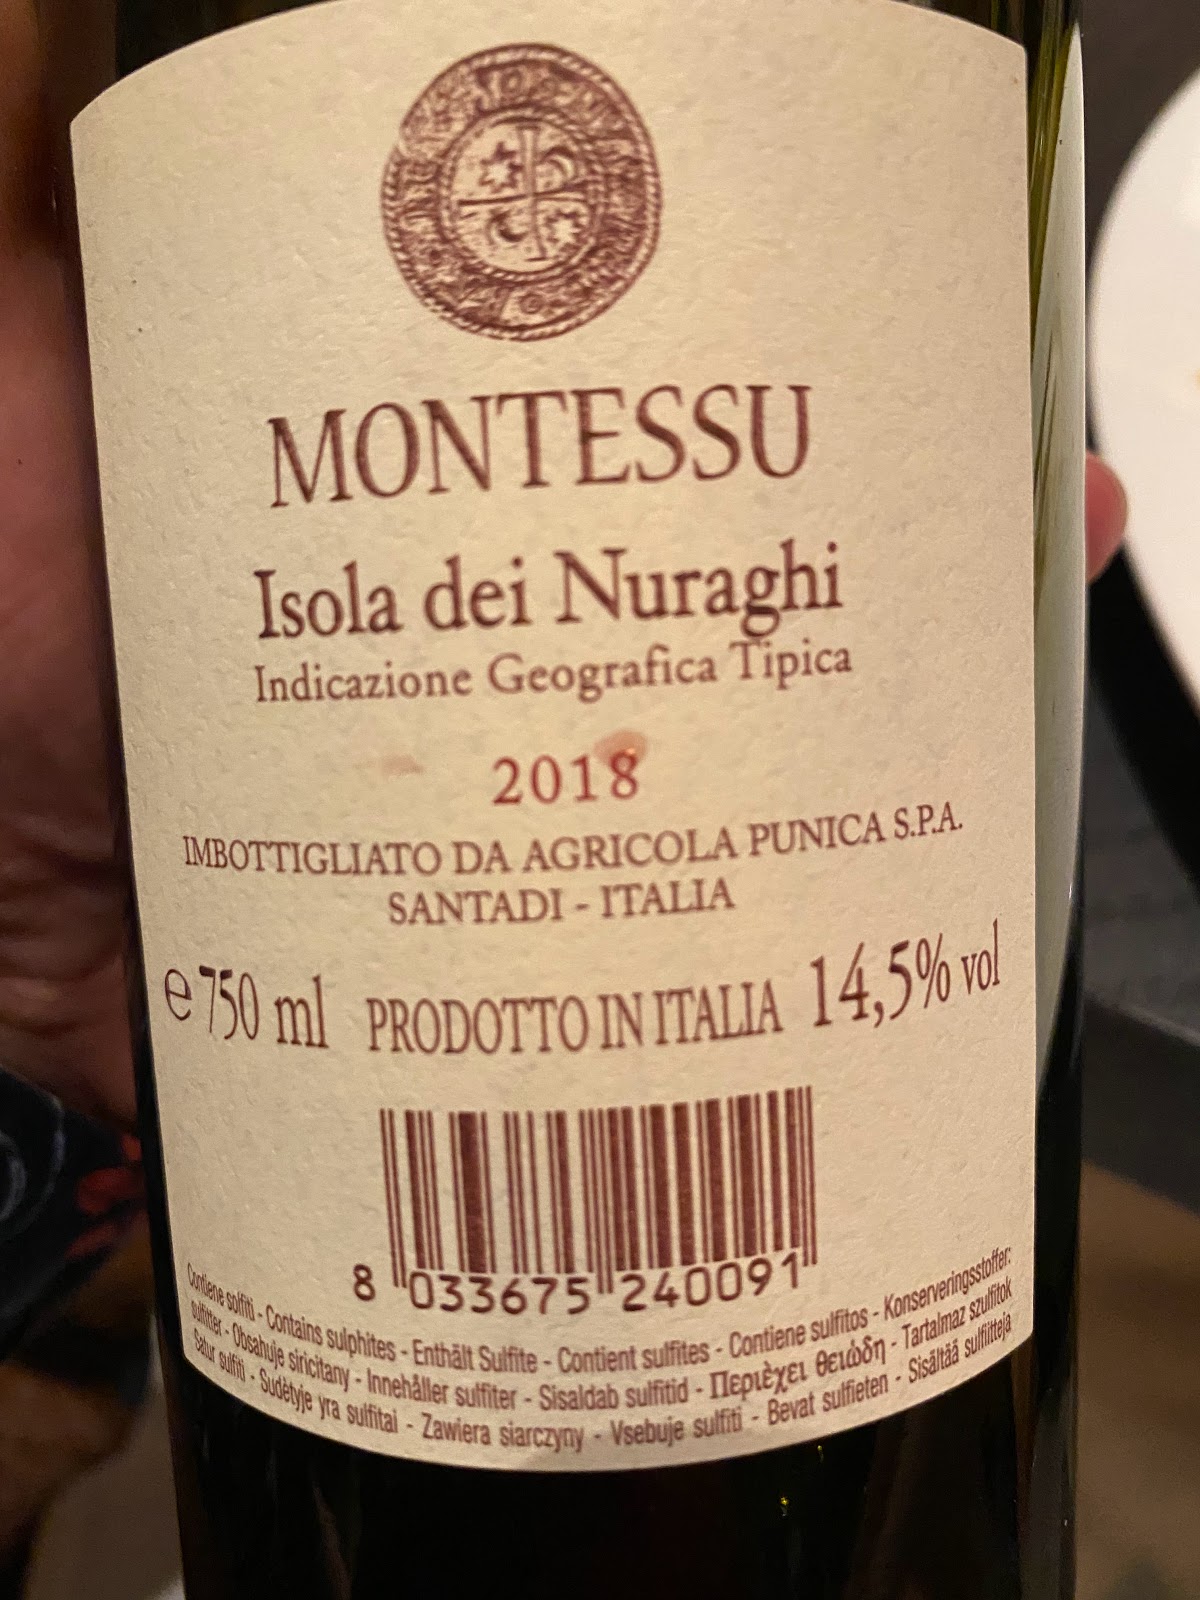 MONTESSU
Isola dei Nuraghi
Indicazione Geografica Tipica
2018
IMBOTTIGLIATO DA AGRICOLA PUNICA S.P.A.
SANTADI - ITALIA
e 750 ml PRODOTTO IN ITALIA 14,5% vol
8 033675 240091
Contiene solfiti - Contains sulphites - Enthält Sulfite - Contient sulfites - Contiene sulfitos - Konserveringsstoffer:
sulfitter - Obsahuje siricitany - Innehåller sulfiter - Sisaldab sulfitid - Περιέχει θειώδη - Tartalmaz szulfitok
Satur sulfiti - Sudėtyje yra sulfitai - Zawiera siarczyny - Vsebuje sulfiti - Bevat sulfieten - Sisältää sulfiitteja